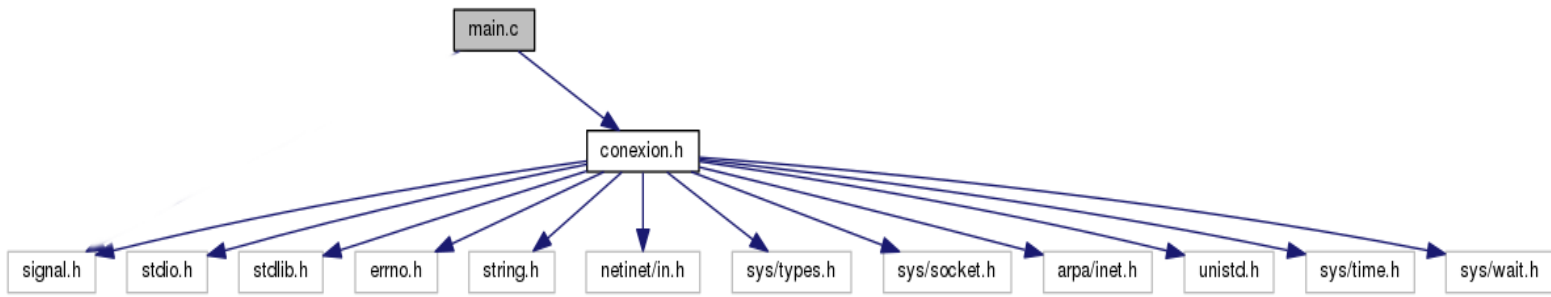 main.c
conexion.h
signal.h
stdio.h
stdlib.h
errno.h
string.h
netinet/in.h
sys/types.h
sys/socket.h
arpa/inet.h
unistd.h
sys/time.h
sys/wait.h